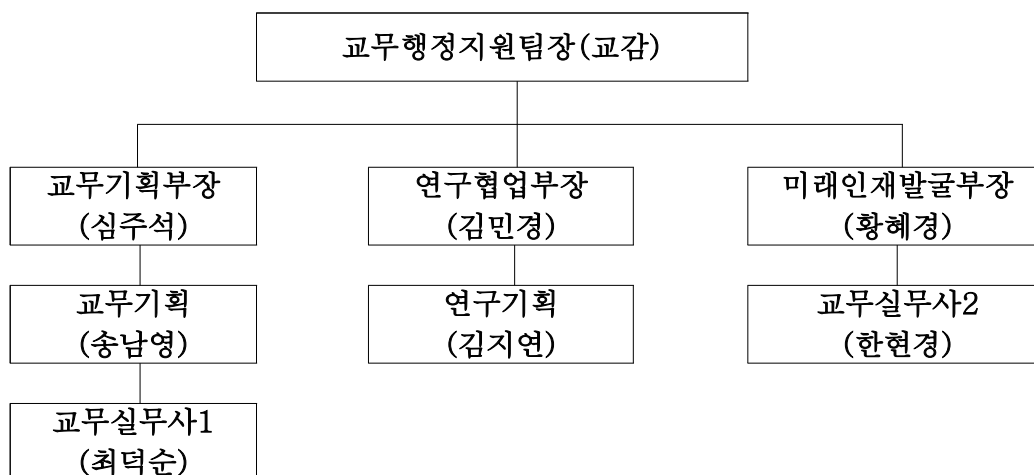 교무행정지원팀장(교감)
교무기획부장
(심주석)
연구협업부장
(김민경)
미래인재발굴부장
(황혜경)
교무기획
(송남영)
연구기획
(김지연)
교무실무사2
(한현경)
교무실무사1
(최덕순)